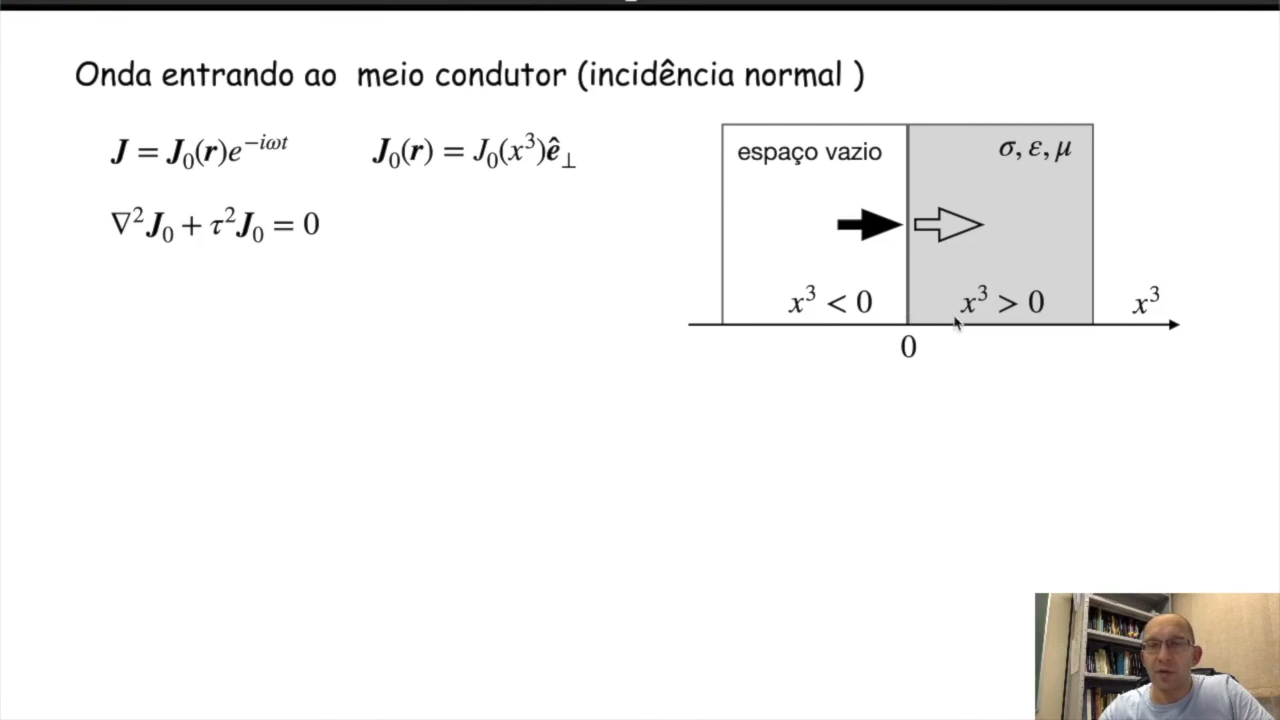 Onda entrando ao meio condutor (incidência normal )
J = J₀(r)e^{−iωt} J₀(r) = J₀(x³)ê_⊥
∇²J₀ + τ²J₀ = 0
espaço vazio σ, ε, μ
x³ < 0 x³ > 0 x³
0